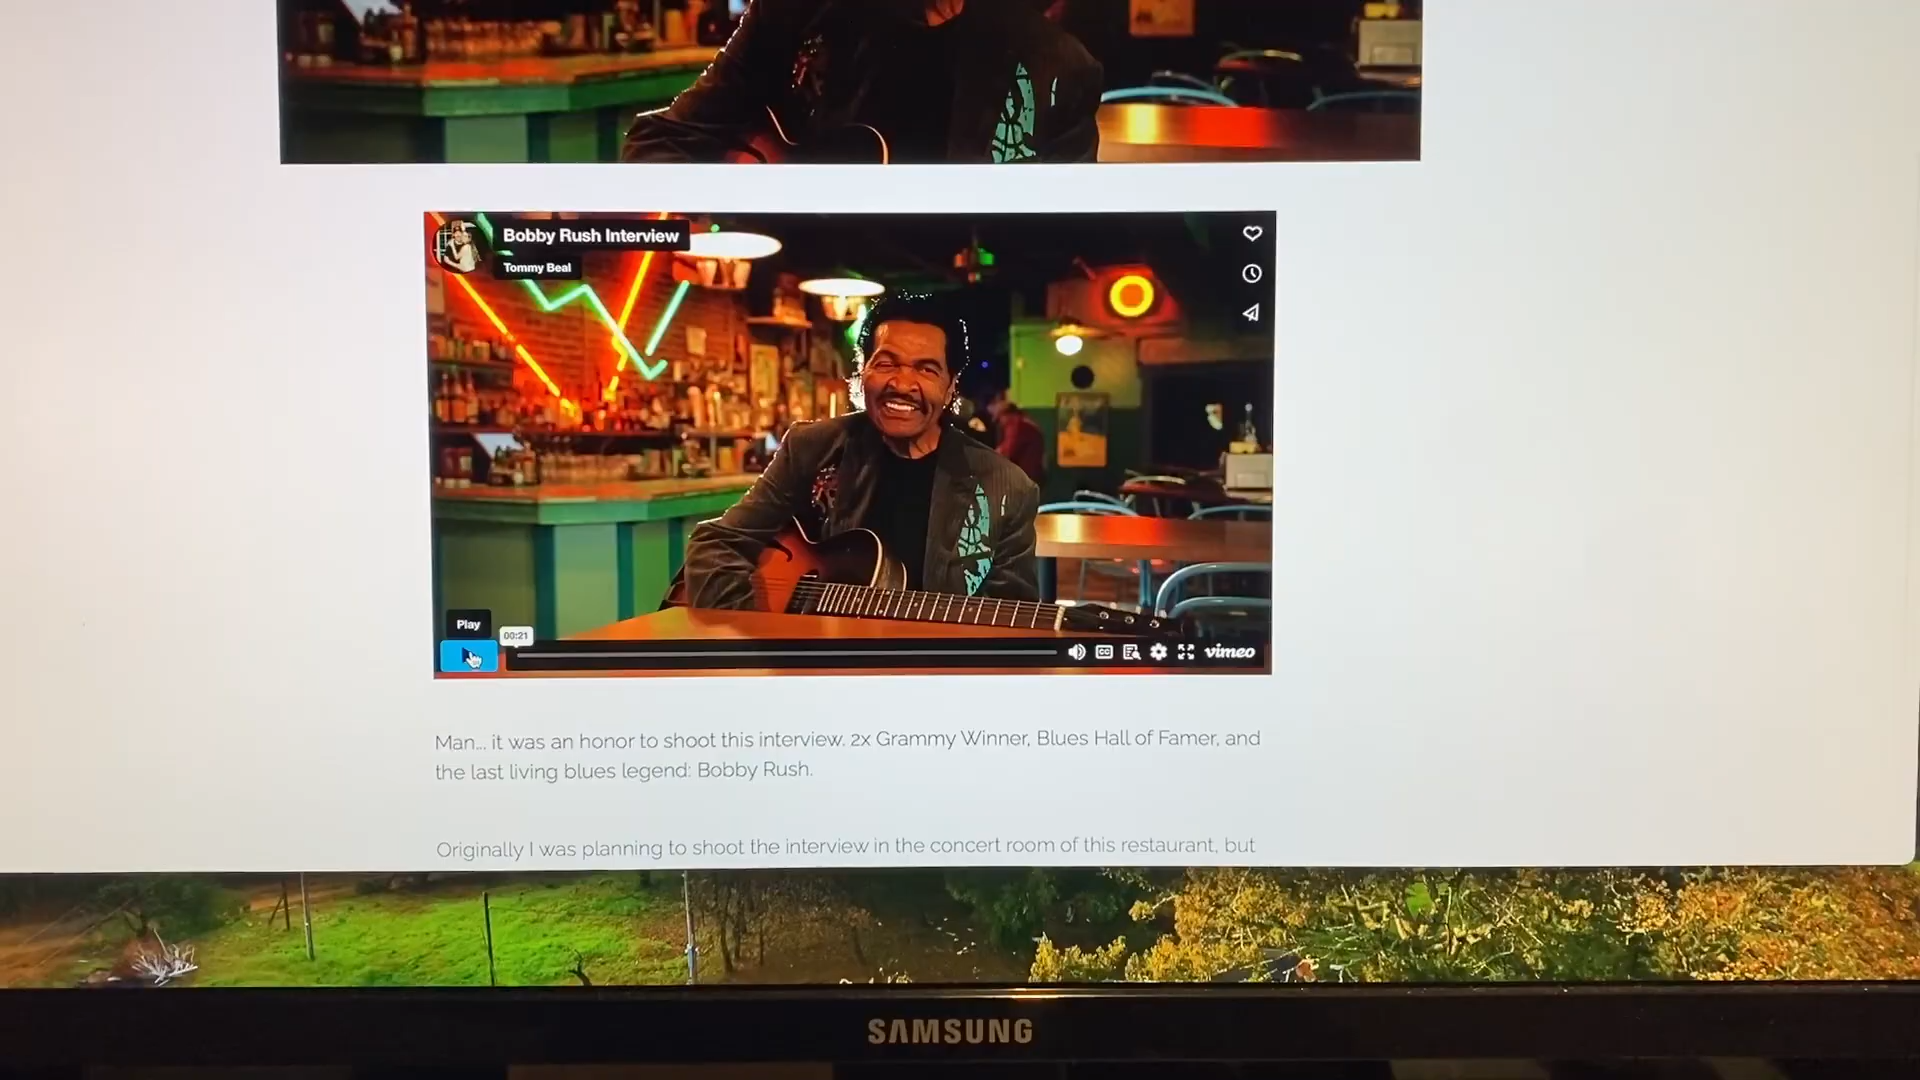 Bobby Rush Interview
Tommy Beal
Play
00:21
CC
vimeo
Man... it was an honor to shoot this interview. 2x Grammy Winner, Blues Hall of Famer, and
the last living blues legend: Bobby Rush.
Originally I was planning to shoot the interview in the concert room of this restaurant, but
SAMSUNG